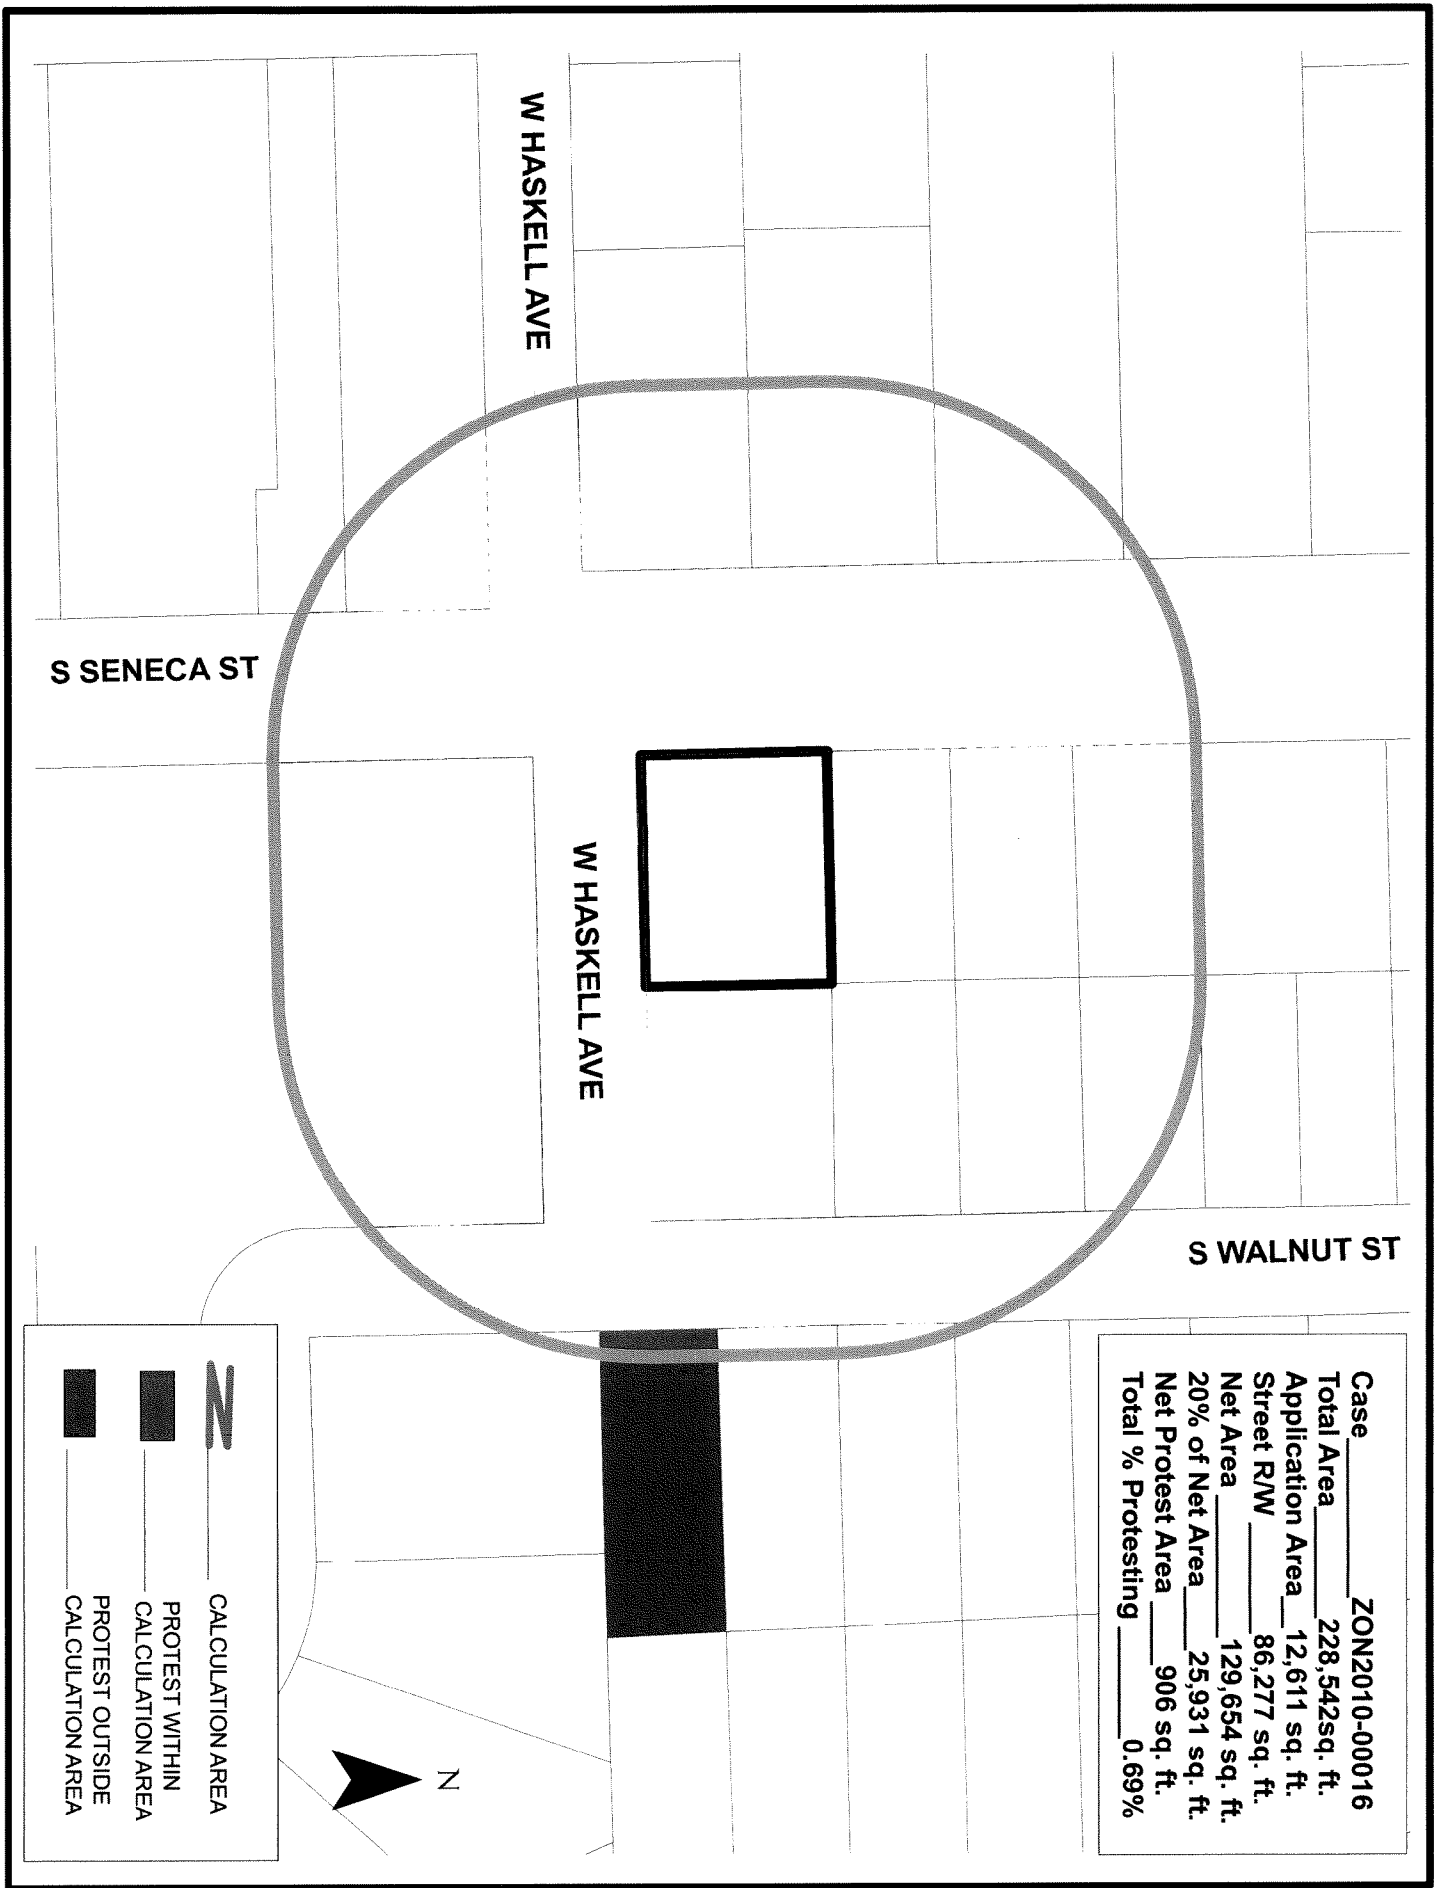 Case ZON2010-00016
Total Area 228,542sq. ft.
Application Area 12,611 sq. ft.
Street R/W 86,277 sq. ft.
Net Area 129,654 sq. ft.
20% of Net Area 25,931 sq. ft.
Net Protest Area 906 sq. ft.
Total % Protesting 0.69%
W HASKELL AVE
S SENECA ST
W HASKELL AVE
S WALNUT ST
N
CALCULATION AREA
PROTEST WITHIN
CALCULATION AREA
PROTEST OUTSIDE
CALCULATION AREA